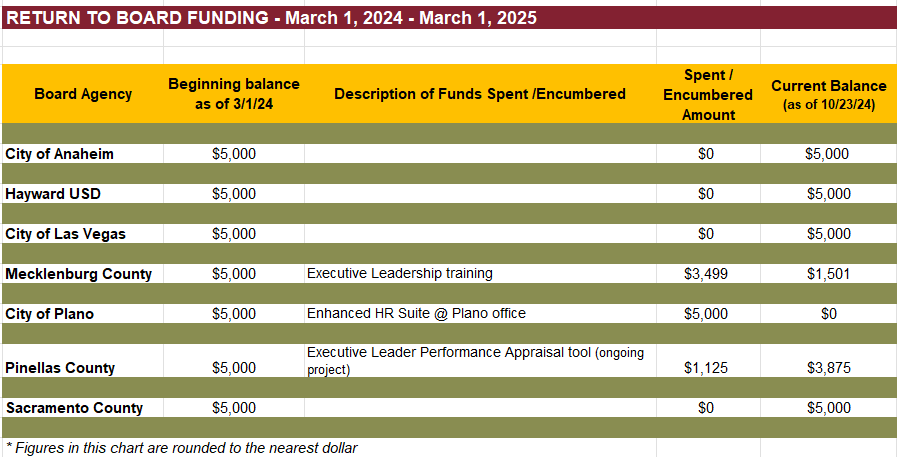 RETURN TO BOARD FUNDING - March 1, 2024 - March 1, 2025
Board Agency Beginning balance as of 3/1/24 Description of Funds Spent /Encumbered Spent / Encumbered Amount Current Balance (as of 10/23/24)
City of Anaheim $5,000 $0 $5,000
Hayward USD $5,000 $0 $5,000
City of Las Vegas $5,000 $0 $5,000
Mecklenburg County $5,000 Executive Leadership training $3,499 $1,501
City of Plano $5,000 Enhanced HR Suite @ Plano office $5,000 $0
Pinellas County $5,000 Executive Leader Performance Appraisal tool (ongoing project) $1,125 $3,875
Sacramento County $5,000 $0 $5,000
* Figures in this chart are rounded to the nearest dollar